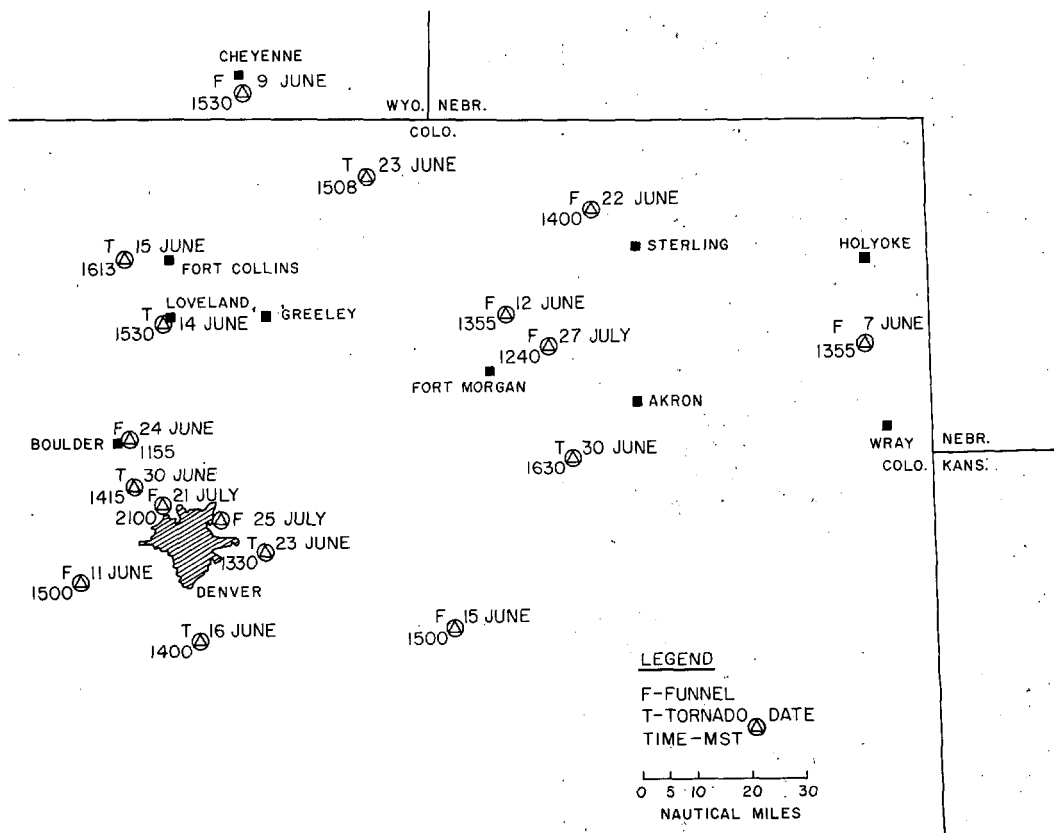 CHEYENNE
F 9 JUNE
1530
WYO. NEBR.
COLO.
T 23 JUNE
1508
F 22 JUNE
1400
STERLING
HOLYOKE
T 15 JUNE
1613
FORT COLLINS
LOVELAND
GREELEY
T
1530 14 JUNE
F 12 JUNE
1355
F 27 JULY
1240
F 7 JUNE
1355
FORT MORGAN
AKRON
WRAY
NEBR.
COLO. KANS.
F 24 JUNE
BOULDER
1155
T 30 JUNE
1630
T 30 JUNE
1415
F 21 JULY
2100
F 25 JULY
T 23 JUNE
1330
F 11 JUNE
1500
DENVER
T 16 JUNE
1400
F 15 JUNE
1500
LEGEND
F-FUNNEL
T-TORNADO DATE
TIME-MST
0 5 10 20 30
NAUTICAL MILES